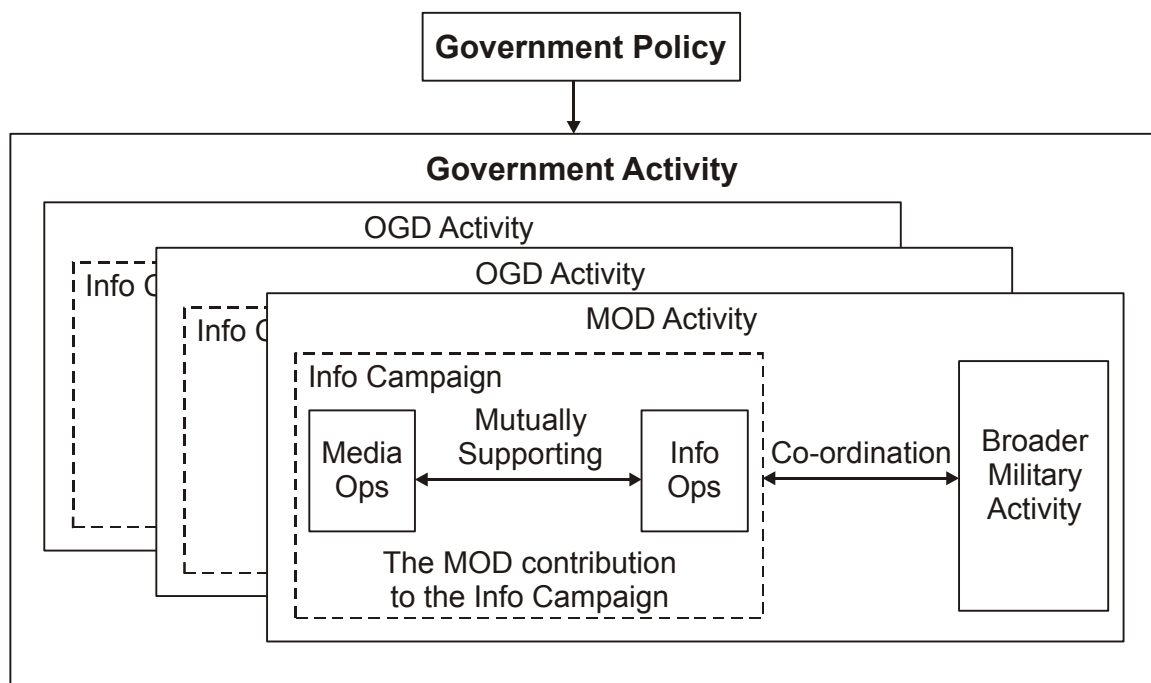 Government Policy
Government Activity
OGD Activity
Info
OGD Activity
Info
MOD Activity
Info Campaign
Media
Ops
Mutually
Supporting
Info
Ops
Co-ordination
Broader
Military
Activity
The MOD contribution
to the Info Campaign